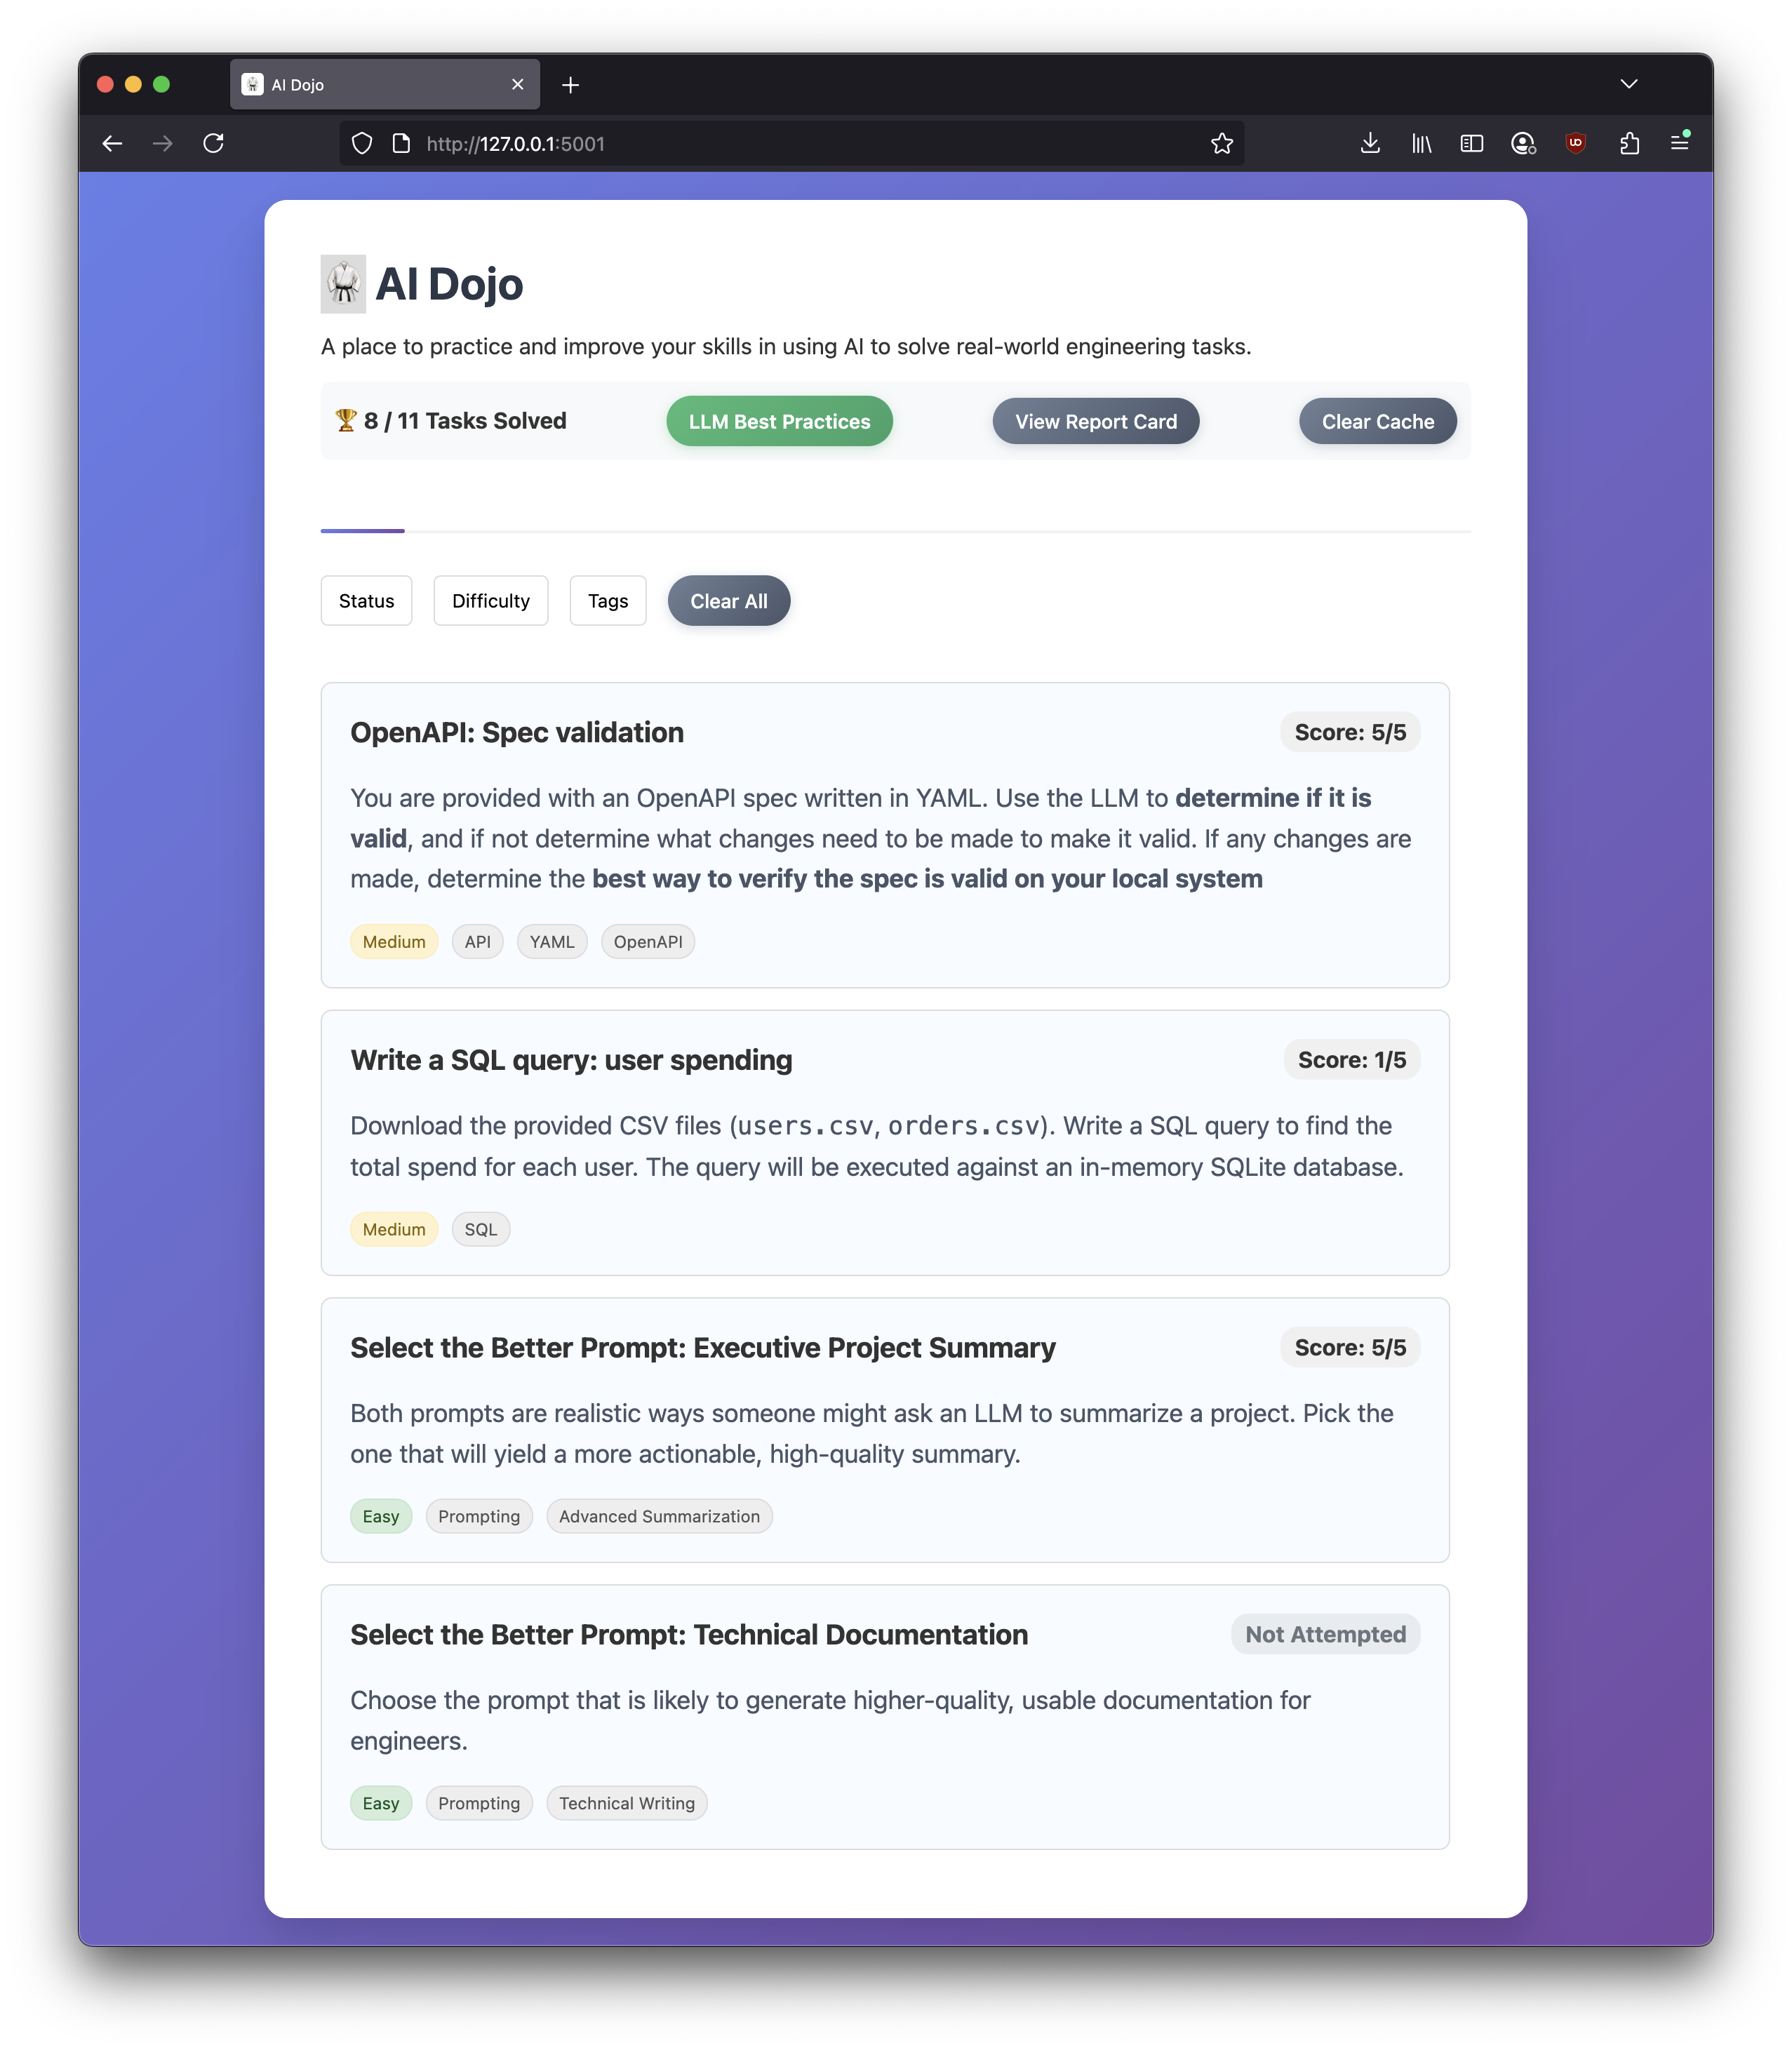 AI Dojo
http://127.0.0.1:5001
AI Dojo
A place to practice and improve your skills in using AI to solve real-world engineering tasks.
🏆 8 / 11 Tasks Solved
LLM Best Practices
View Report Card
Clear Cache
Status
Difficulty
Tags
Clear All
OpenAPI: Spec validation
Score: 5/5
You are provided with an OpenAPI spec written in YAML. Use the LLM to determine if it is
valid, and if not determine what changes need to be made to make it valid. If any changes are
made, determine the best way to verify the spec is valid on your local system
Medium
API
YAML
OpenAPI
Write a SQL query: user spending
Score: 1/5
Download the provided CSV files (users.csv, orders.csv). Write a SQL query to find the
total spend for each user. The query will be executed against an in-memory SQLite database.
Medium
SQL
Select the Better Prompt: Executive Project Summary
Score: 5/5
Both prompts are realistic ways someone might ask an LLM to summarize a project. Pick the
one that will yield a more actionable, high-quality summary.
Easy
Prompting
Advanced Summarization
Select the Better Prompt: Technical Documentation
Not Attempted
Choose the prompt that is likely to generate higher-quality, usable documentation for
engineers.
Easy
Prompting
Technical Writing